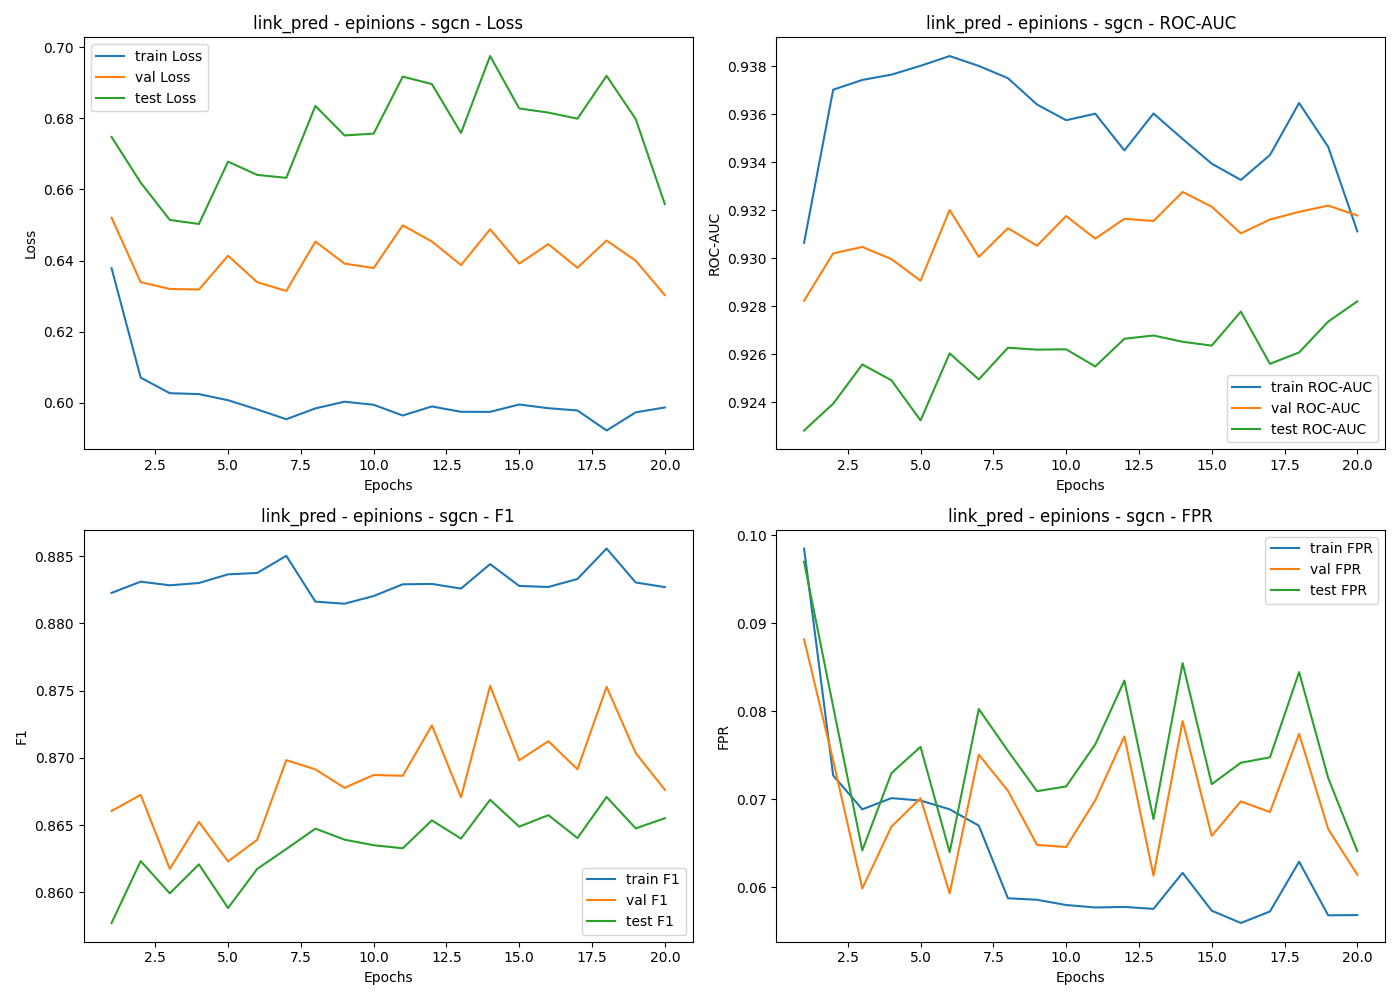 link_pred - epinions - sgcn - Loss
0.70
0.68
0.66
0.64
0.62
0.60
Loss
train Loss
val Loss
test Loss
2.5 5.0 7.5 10.0 12.5 15.0 17.5 20.0
Epochs
link_pred - epinions - sgcn - ROC-AUC
0.938
0.936
0.934
0.932
0.930
0.928
0.926
0.924
ROC-AUC
train ROC-AUC
val ROC-AUC
test ROC-AUC
2.5 5.0 7.5 10.0 12.5 15.0 17.5 20.0
Epochs
link_pred - epinions - sgcn - F1
0.885
0.880
0.875
0.870
0.865
0.860
F1
train F1
val F1
test F1
2.5 5.0 7.5 10.0 12.5 15.0 17.5 20.0
Epochs
link_pred - epinions - sgcn - FPR
0.10
0.09
0.08
0.07
0.06
FPR
train FPR
val FPR
test FPR
2.5 5.0 7.5 10.0 12.5 15.0 17.5 20.0
Epochs